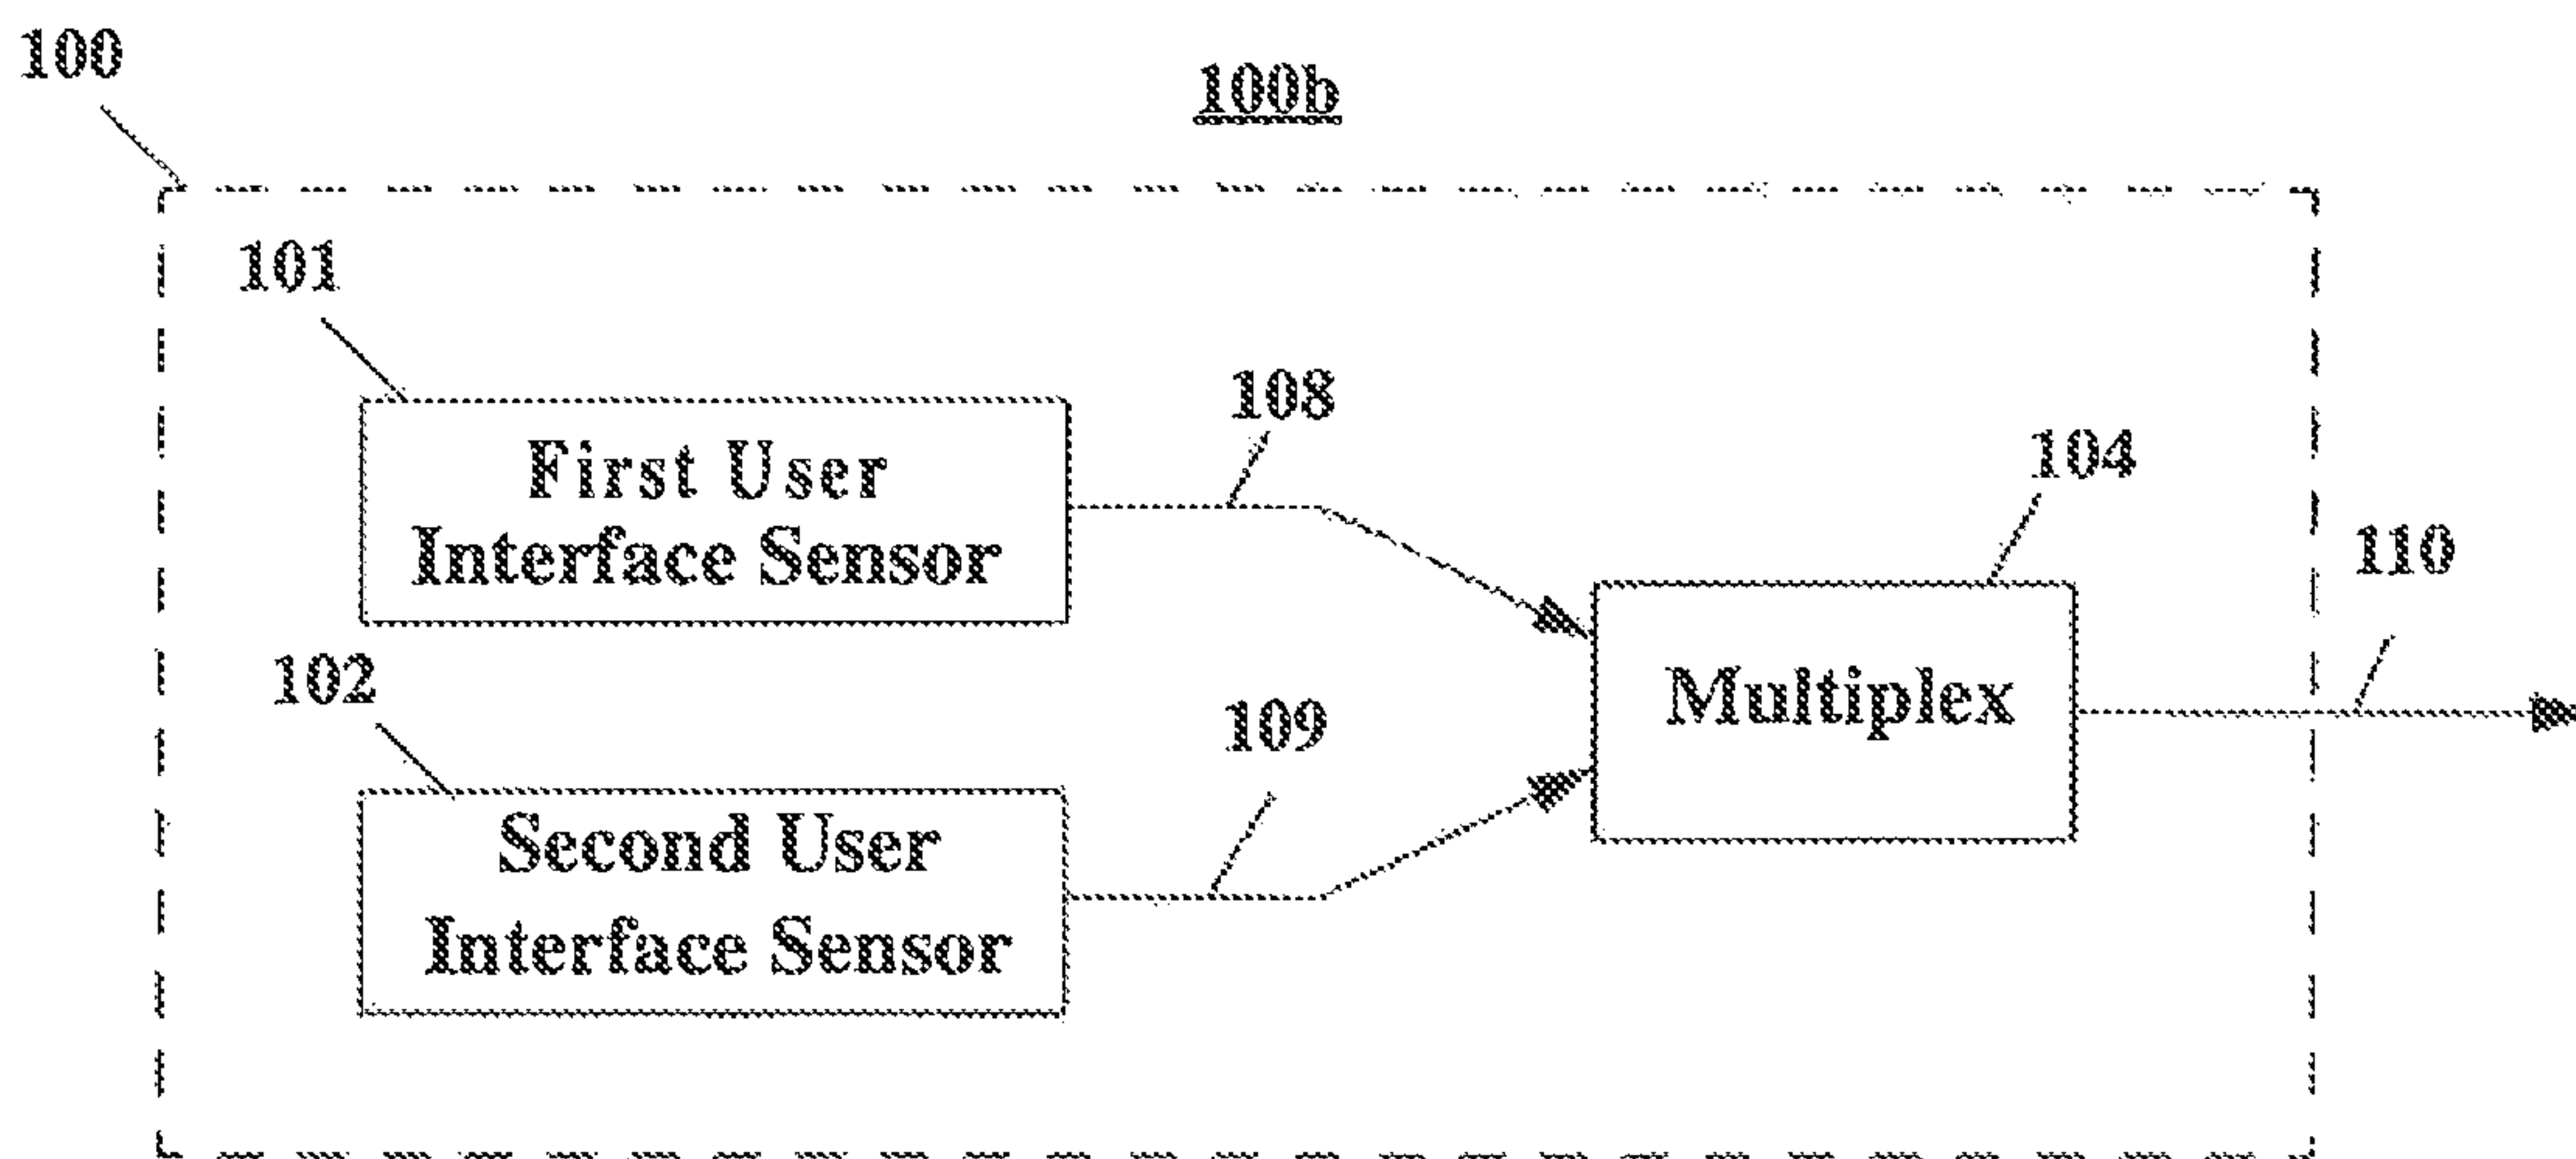 100
100b
101
First User
Interface Sensor
108
104
110
102
109
Multiplex
Second User
Interface Sensor